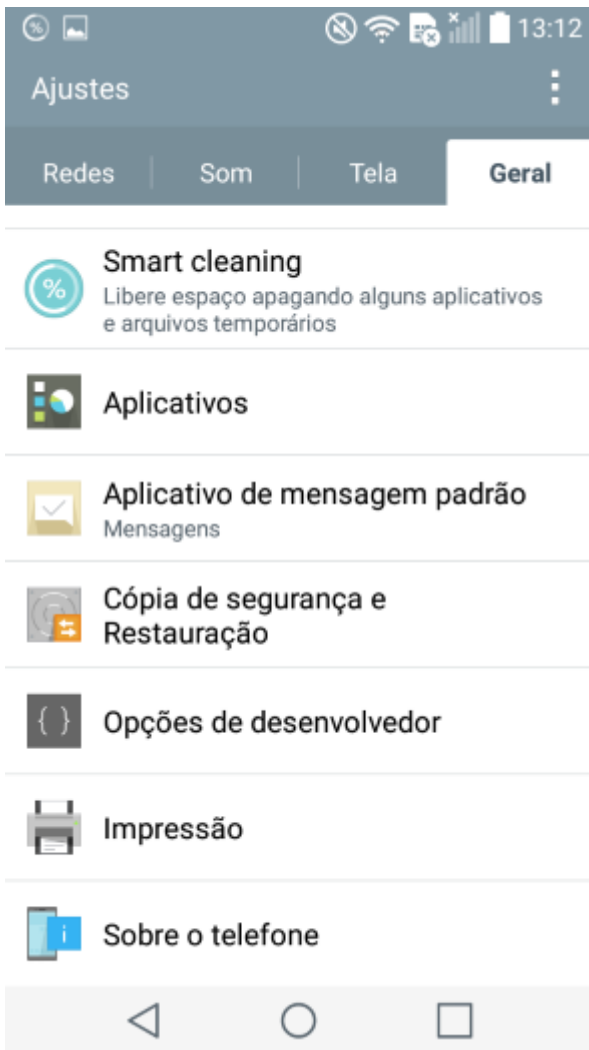 13:12
Ajustes
Redes
Som
Tela
Geral
%
Smart cleaning
Libere espaço apagando alguns aplicativos
e arquivos temporários
Aplicativos
Aplicativo de mensagem padrão
Mensagens
Cópia de segurança e
Restauração
{ }
Opções de desenvolvedor
Impressão
i
Sobre o telefone